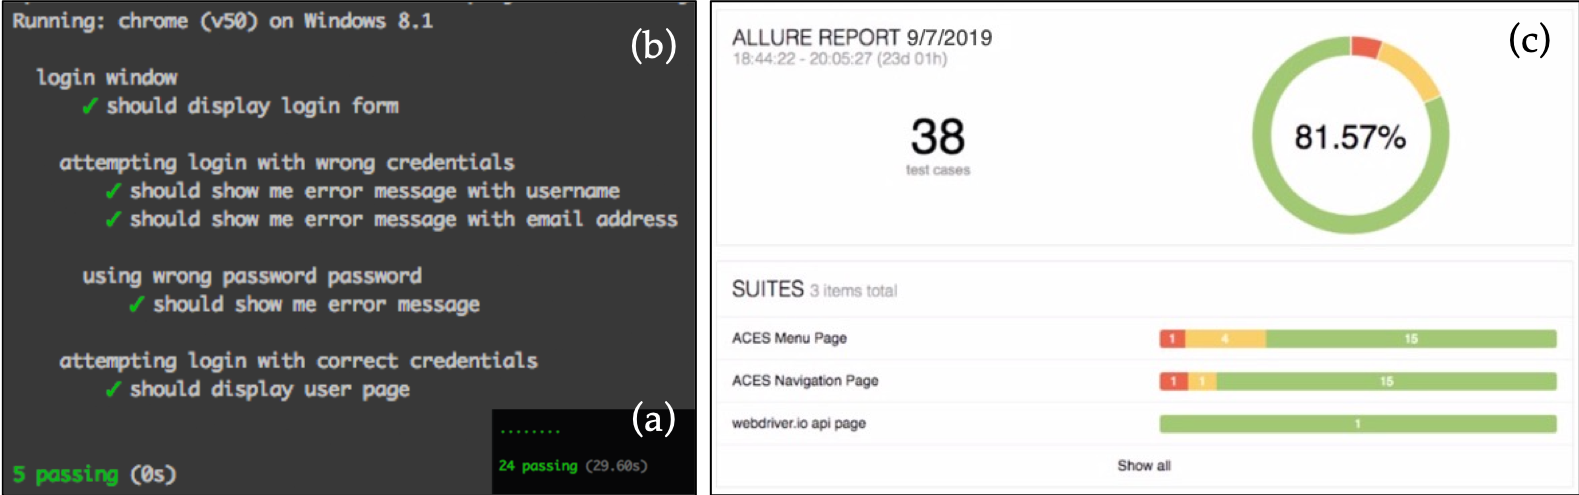 Running: chrome (v50) on Windows 8.1
(b)
login window
✓ should display login form
attempting login with wrong credentials
✓ should show me error message with username
✓ should show me error message with email address
using wrong password password
✓ should show me error message
attempting login with correct credentials
✓ should display user page
5 passing (0s)
(a)
........
24 passing (29.60s)
(c)
ALLURE REPORT 9/7/2019
18:44:22 - 20:05:27 (23d 01h)
38
test cases
81.57%
SUITES 3 items total
ACES Menu Page 1 4 15
ACES Navigation Page 1 1 15
webdriver.io api page 1
Show all